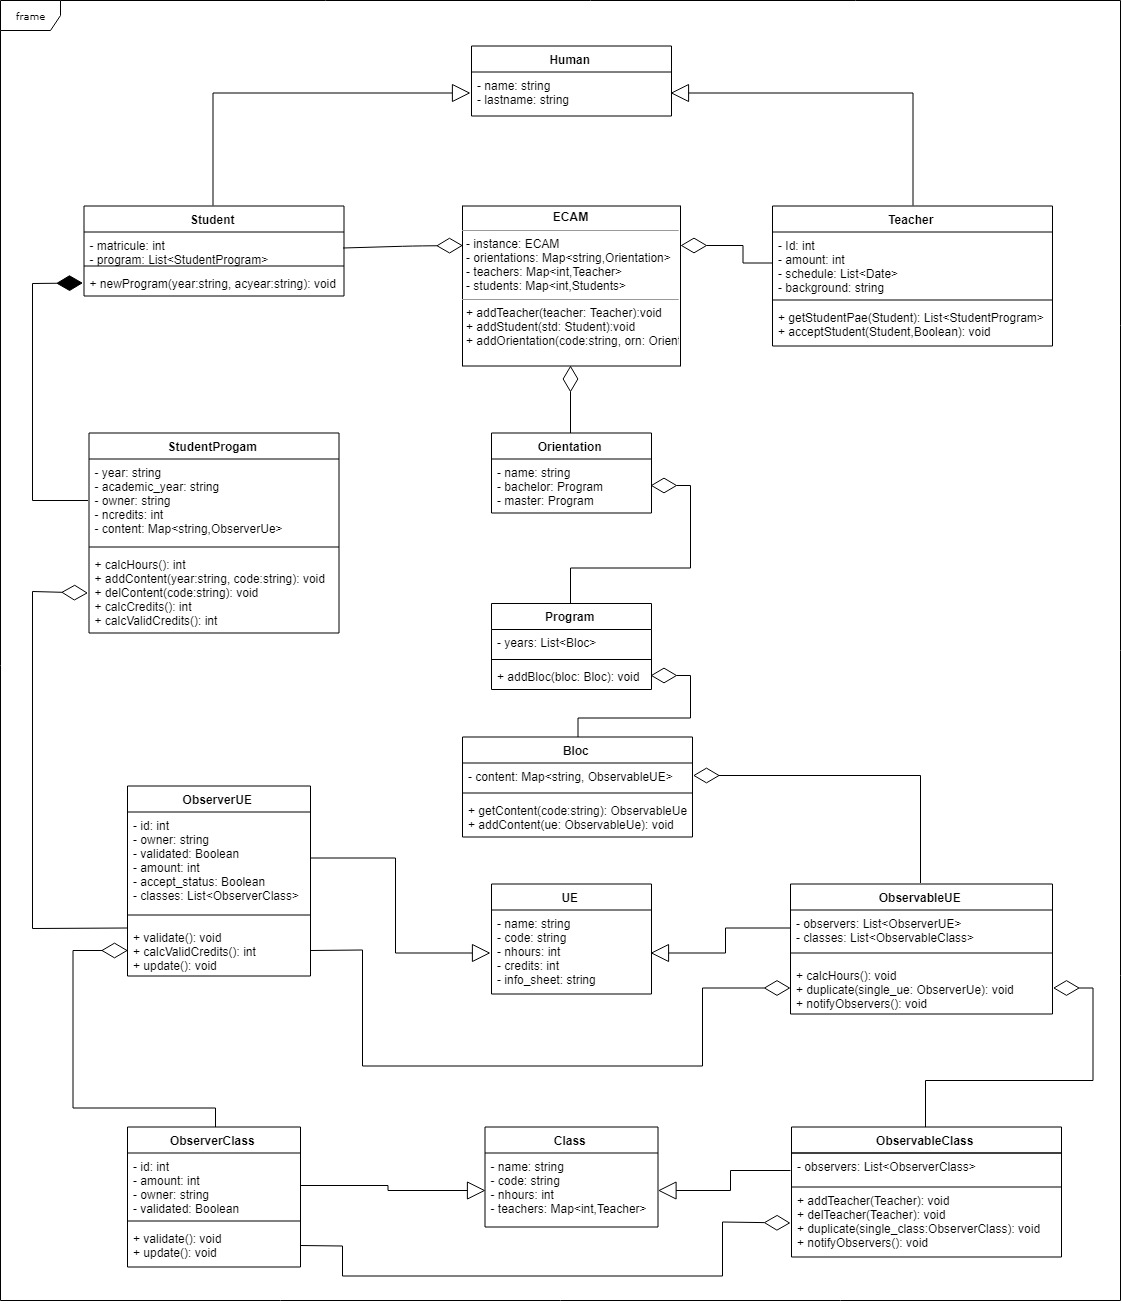 frame
Human
- name: string
- lastname: string
Student
- matricule: int
- program: List<StudentProgram>
+ newProgram(year:string, acyear:string): void
ECAM
- instance: ECAM
- orientations: Map<string,Orientation>
- teachers: Map<int,Teacher>
- students: Map<int,Students>
+ addTeacher(teacher: Teacher):void
+ addStudent(std: Student):void
+ addOrientation(code:string, orn: Orien
Teacher
- Id: int
- amount: int
- schedule: List<Date>
- background: string
+ getStudentPae(Student): List<StudentProgram>
+ acceptStudent(Student,Boolean): void
StudentProgam
- year: string
- academic_year: string
- owner: string
- ncredits: int
- content: Map<string,ObserverUe>
+ calcHours(): int
+ addContent(year:string, code:string): void
+ delContent(code:string): void
+ calcCredits(): int
+ calcValidCredits(): int
Orientation
- name: string
- bachelor: Program
- master: Program
Program
- years: List<Bloc>
+ addBloc(bloc: Bloc): void
Bloc
- content: Map<string, ObservableUE>
+ getContent(code:string): ObservableUe
+ addContent(ue: ObservableUe): void
ObserverUE
- id: int
- owner: string
- validated: Boolean
- amount: int
- accept_status: Boolean
- classes: List<ObserverClass>
+ validate(): void
+ calcValidCredits(): int
+ update(): void
UE
- name: string
- code: string
- nhours: int
- credits: int
- info_sheet: string
ObservableUE
- observers: List<ObserverUE>
- classes: List<ObservableClass>
+ calcHours(): void
+ duplicate(single_ue: ObserverUe): void
+ notifyObservers(): void
ObserverClass
- id: int
- amount: int
- owner: string
- validated: Boolean
+ validate(): void
+ update(): void
Class
- name: string
- code: string
- nhours: int
- teachers: Map<int,Teacher>
ObservableClass
- observers: List<ObserverClass>
+ addTeacher(Teacher): void
+ delTeacher(Teacher): void
+ duplicate(single_class:ObserverClass): void
+ notifyObservers(): void